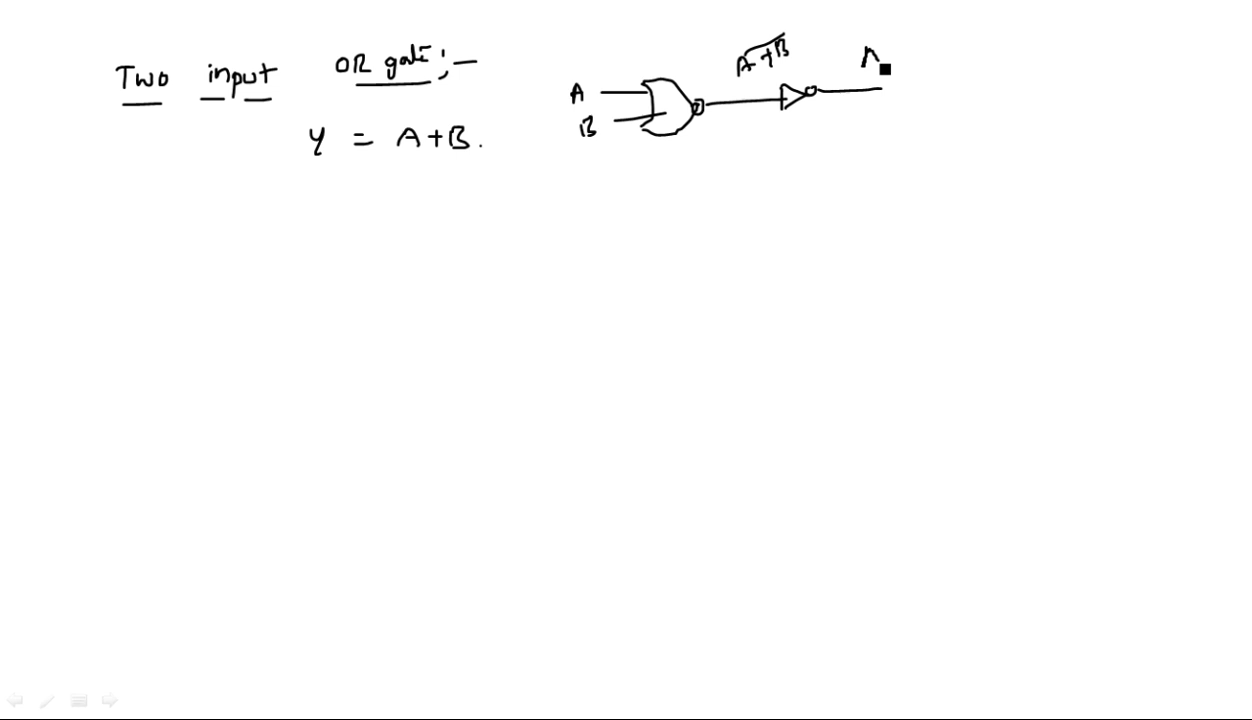 Two input OR gate :-
Y = A+B.
A
B
A+B